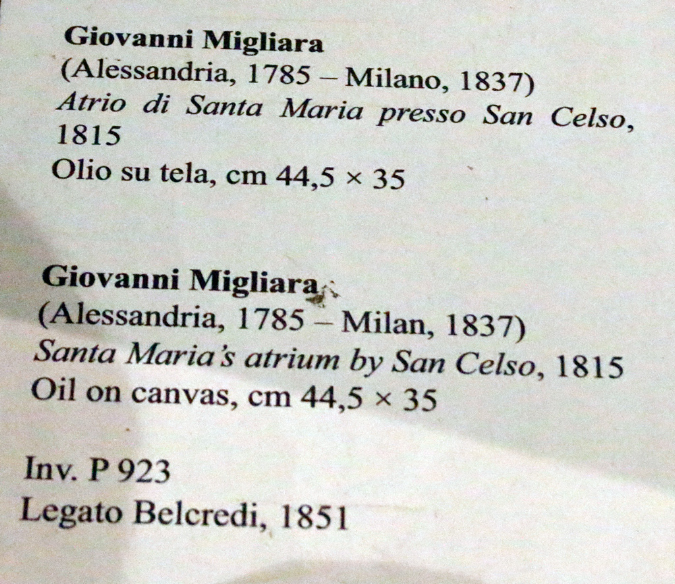 Giovanni Migliara
(Alessandria, 1785 – Milano, 1837)
Atrio di Santa Maria presso San Celso,
1815
Olio su tela, cm 44,5 × 35
Giovanni Migliara
(Alessandria, 1785 – Milan, 1837)
Santa Maria's atrium by San Celso, 1815
Oil on canvas, cm 44,5 × 35
Inv. P 923
Legato Belcredi, 1851